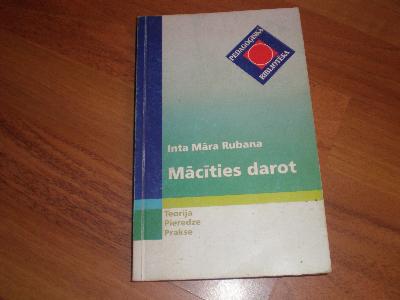 PEDAGOĢISKĀ
BIBLIOTĒKA
Inta Māra Rubana
Mācīties darot
Teorija
Pieredze
Prakse